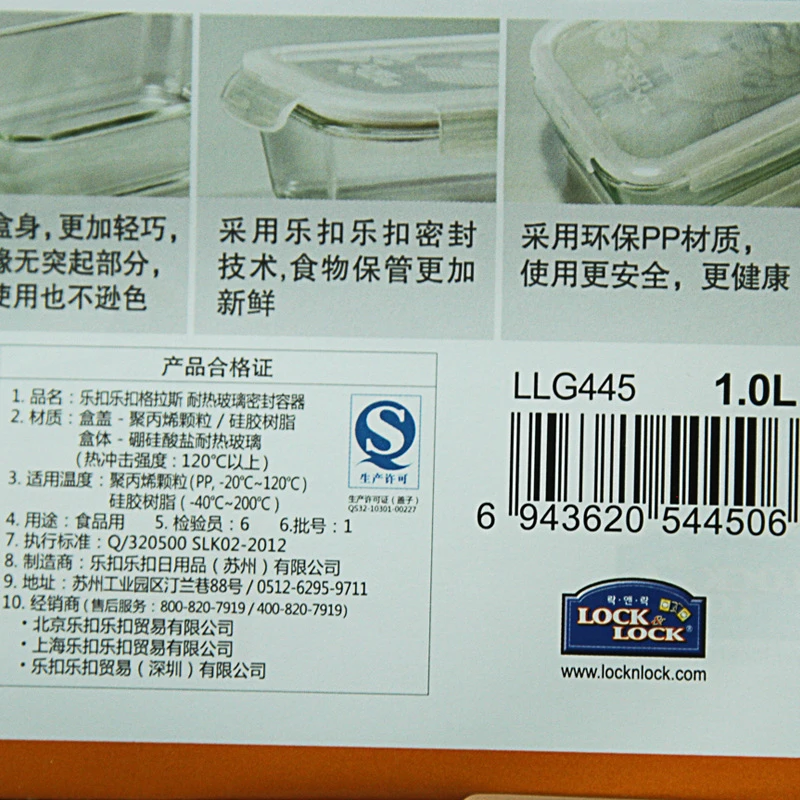 盒身，更加轻巧，
缘无突起部分，
使用也不逊色
采用乐扣乐扣密封
技术，食物保管更加
新鲜
采用环保PP材质，
使用更安全，更健康
产品合格证
1. 品名：乐扣乐扣格拉斯 耐热玻璃密封容器
2. 材质：盒盖 - 聚丙烯颗粒 / 硅胶树脂
盒体 - 硼硅酸盐耐热玻璃
(热冲击强度：120℃以上)
3. 适用温度：聚丙烯颗粒(PP, -20℃~120℃)
硅胶树脂 ( -40℃~200℃)
4. 用途：食品用 5. 检验员：6 6.批号：1
7. 执行标准：Q/320500 SLK02-2012
8. 制造商：乐扣乐扣日用品（苏州）有限公司
9. 地址：苏州工业园区汀兰巷88号 / 0512-6295-9711
10. 经销商 ( 售后服务：800-820-7919 / 400-820-7919)
・北京乐扣乐扣贸易有限公司
・上海乐扣乐扣贸易有限公司
・乐扣乐扣贸易（深圳）有限公司
QS
生产许可
生产许可证（盖子）
QS32-10301-00227
LLG445 1.0L
6 943620 544506
락·앤·락
LOCK &
LOCK®
www.locknlock.com